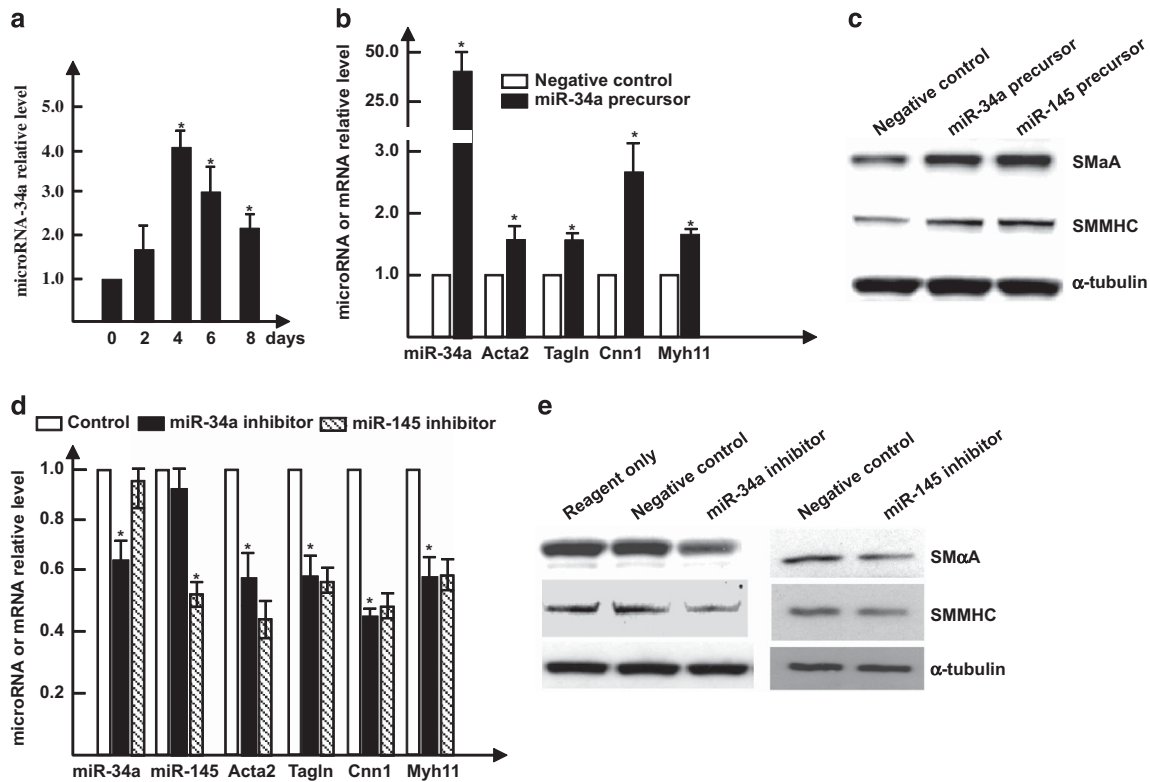 a
microRNA-34a relative level
5.0
4.0
3.0
2.0
1.0
0 2 4 6 8 days
* * *
b
microRNA or mRNA relative level
50.0
25.0
3.0
2.0
1.0
Negative control
miR-34a precursor
* * * * *
miR-34a Acta2 Tagln Cnn1 Myh11
c
Negative control
miR-34a precursor
miR-145 precursor
SMaA
SMMHC
α-tubulin
d
Control miR-34a inhibitor miR-145 inhibitor
microRNA or mRNA relative level
1.0
0.8
0.6
0.4
0.2
* * * * * *
miR-34a miR-145 Acta2 Tagln Cnn1 Myh11
e
Reagent only
Negative control
miR-34a inhibitor
Negative control
miR-145 inhibitor
SMαA
SMMHC
α-tubulin